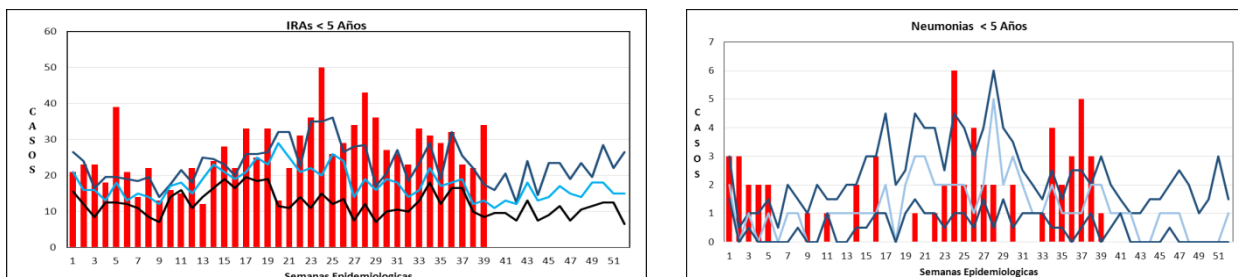 IRAs < 5 Años
60
50
40
30
20
10
0
C
A
S
O
S
1 3 5 7 9 11 13 15 17 19 21 23 25 27 29 31 33 35 37 39 41 43 45 47 49 51
Semanas Epidemiologicas
Neumonias < 5 Años
7
6
5
4
3
2
1
0
C
A
S
O
S
1 3 5 7 9 11 13 15 17 19 21 23 25 27 29 31 33 35 37 39 41 43 45 47 49 51
Semanas Epidemiologicas